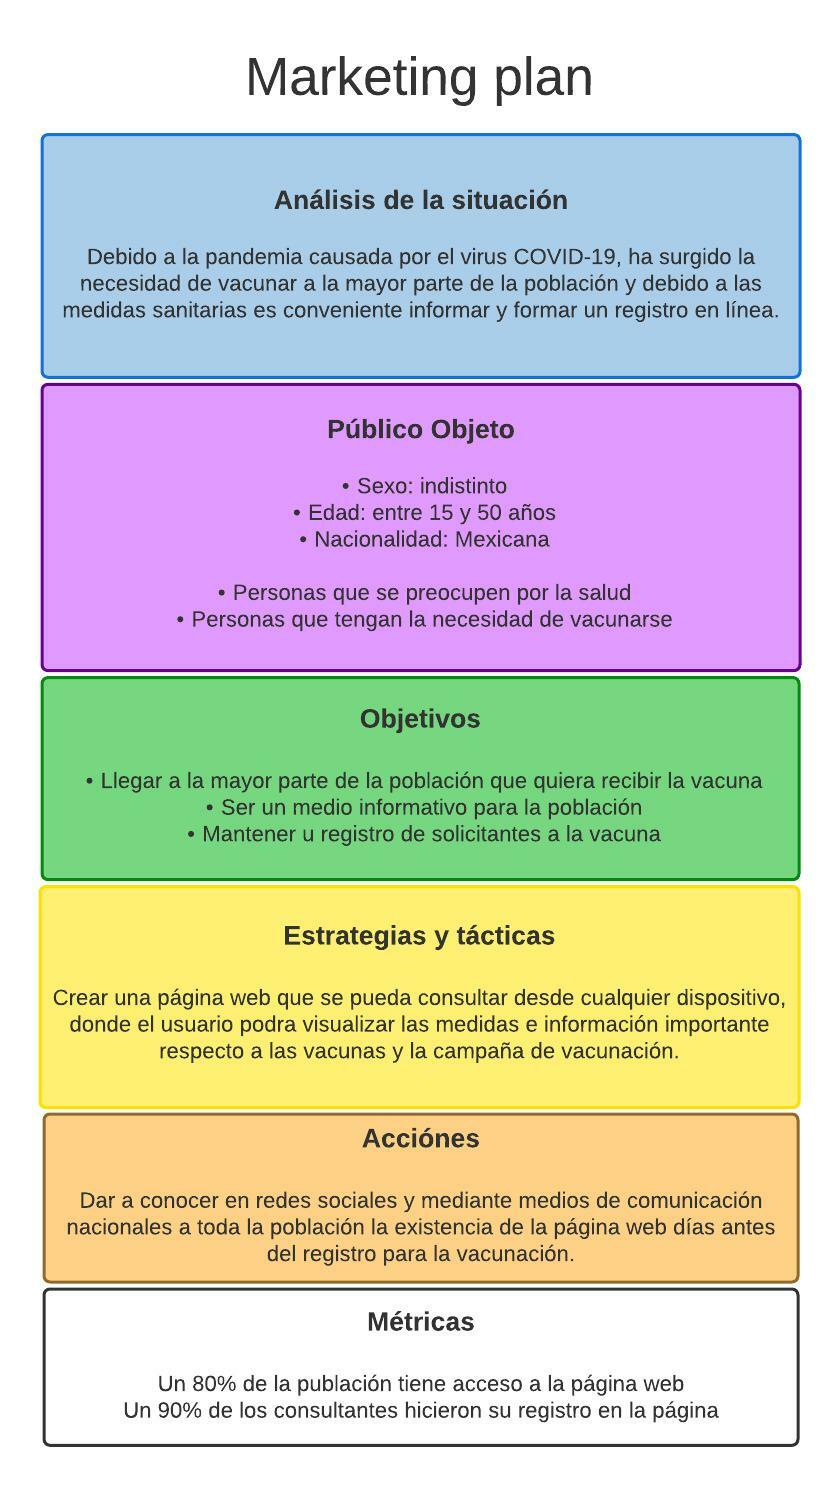 Marketing plan
Análisis de la situación
Debido a la pandemia causada por el virus COVID-19, ha surgido la
necesidad de vacunar a la mayor parte de la población y debido a las
medidas sanitarias es conveniente informar y formar un registro en línea.
Público Objeto
• Sexo: indistinto
• Edad: entre 15 y 50 años
• Nacionalidad: Mexicana
• Personas que se preocupen por la salud
• Personas que tengan la necesidad de vacunarse
Objetivos
• Llegar a la mayor parte de la población que quiera recibir la vacuna
• Ser un medio informativo para la población
• Mantener u registro de solicitantes a la vacuna
Estrategias y tácticas
Crear una página web que se pueda consultar desde cualquier dispositivo,
donde el usuario podra visualizar las medidas e información importante
respecto a las vacunas y la campaña de vacunación.
Acciónes
Dar a conocer en redes sociales y mediante medios de comunicación
nacionales a toda la población la existencia de la página web días antes
del registro para la vacunación.
Métricas
Un 80% de la publación tiene acceso a la página web
Un 90% de los consultantes hicieron su registro en la página